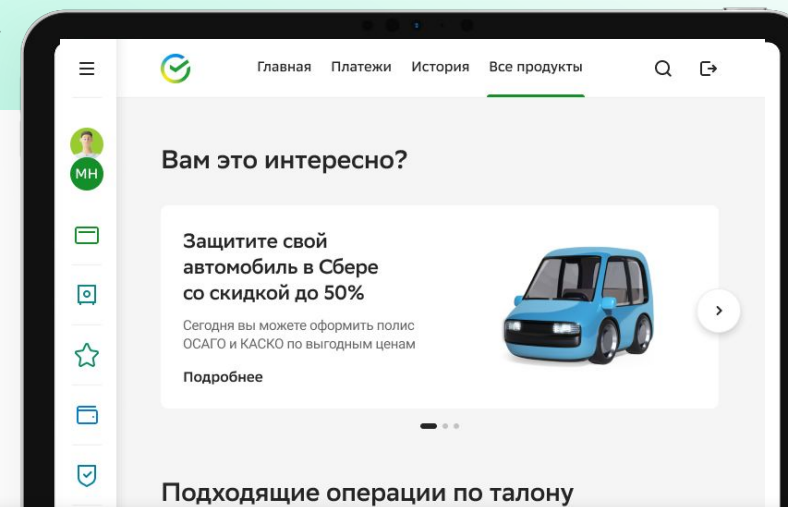 Главная Платежи История Все продукты
МН
Вам это интересно?
Защитите свой
автомобиль в Сбере
со скидкой до 50%
Сегодня вы можете оформить полис
ОСАГО и КАСКО по выгодным ценам
Подробнее
Подходящие операции по талону